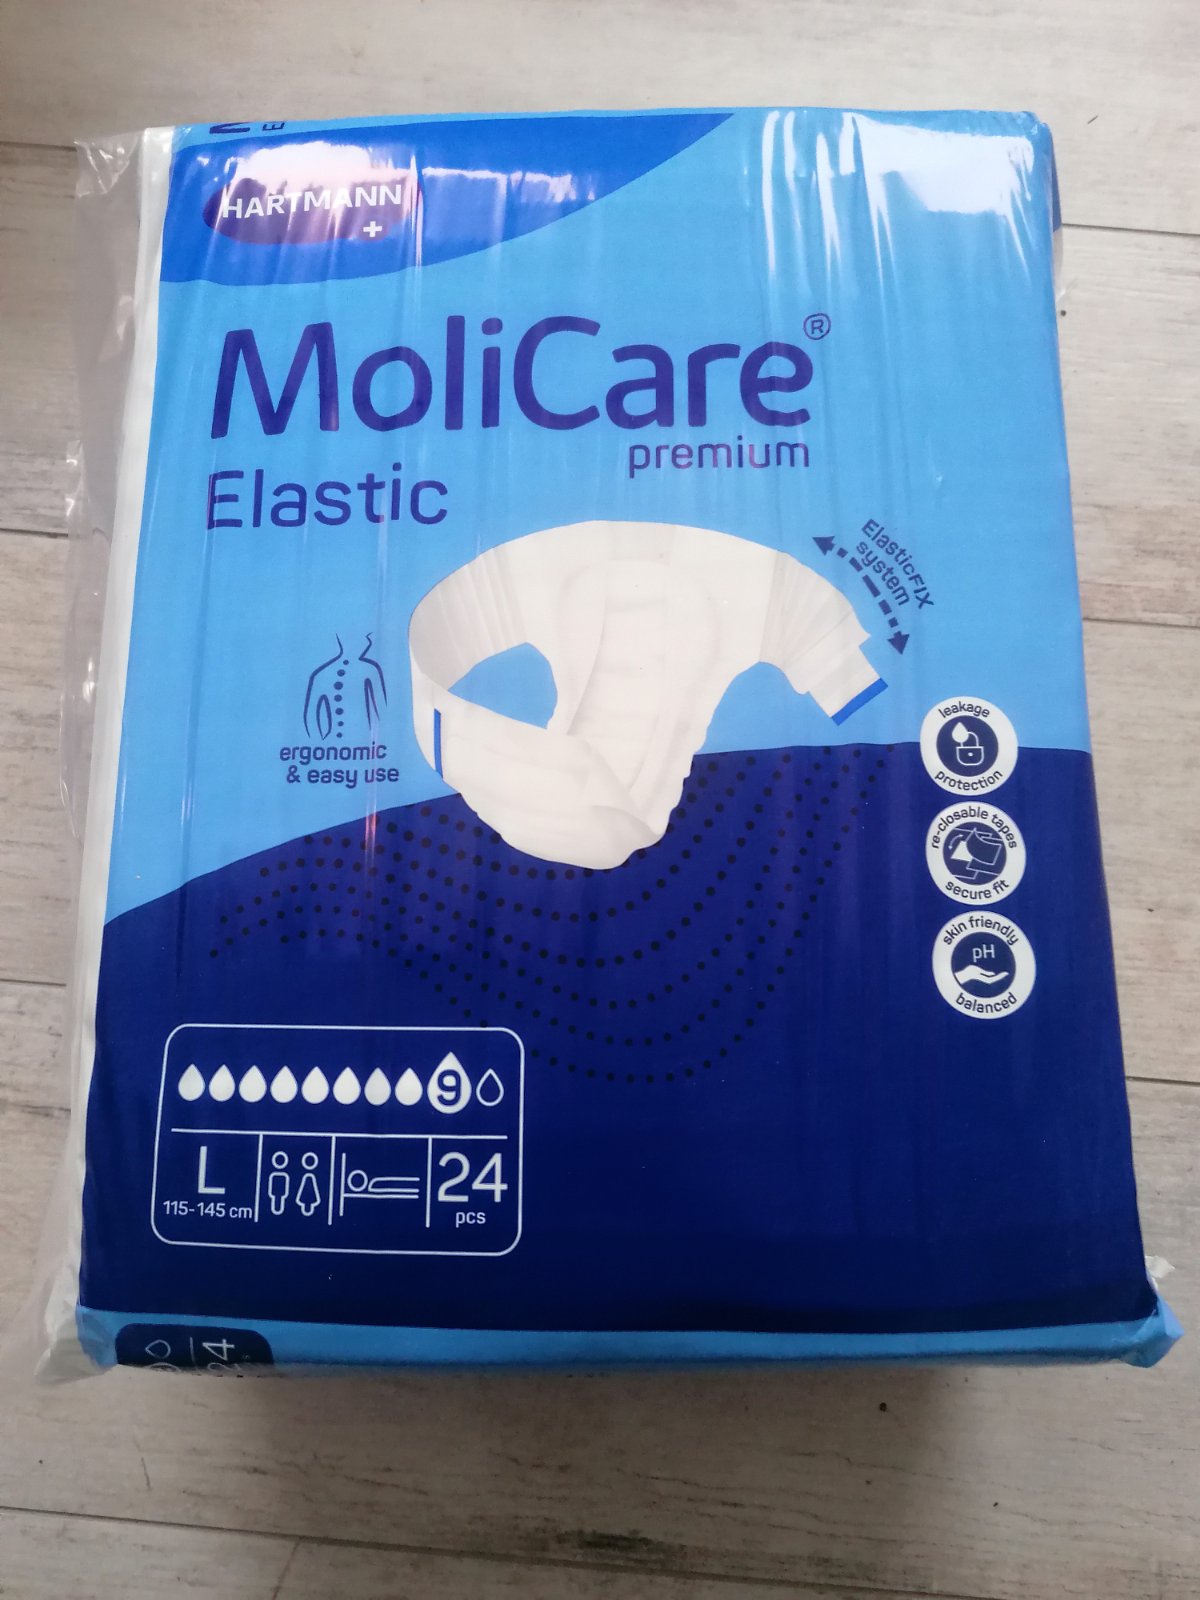 HARTMANN
MoliCare®
premium
Elastic
ElasticFIX
system
ergonomic
& easy use
leakage
protection
re-closable tapes
secure fit
skin friendly
pH
balanced
9
L
115-145 cm
24
pcs
24